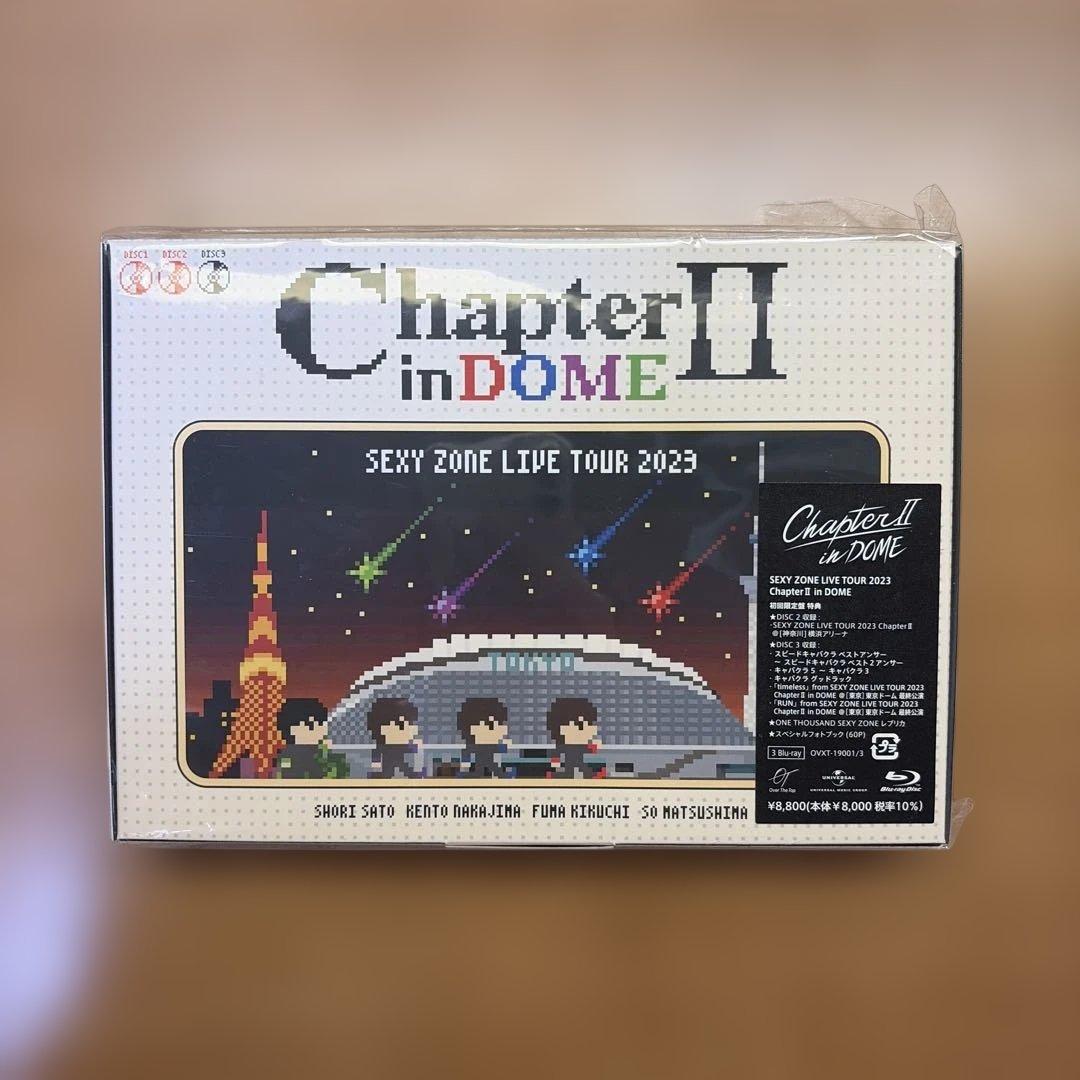 DISC1 DISC2 DISC3
Chapter II
in DOME
SEXY ZONE LIVE TOUR 2023
TOKYO
SHORI SATO KENTO NAKAJIMA FUMA KIKUCHI SO MATSUSHIMA
Chapter II
in DOME
SEXY ZONE LIVE TOUR 2023
Chapter Ⅱ in DOME
初回限定盤 特典
★DISC 2 収録:
・SEXY ZONE LIVE TOUR 2023 ChapterⅡ
@[神奈川] 横浜アリーナ
★DISC 3 収録:
・スピードキャパクラ ベストアンサー
～ スピードキャパクラ ベスト2アンサー
・キャパクラ 5 ～ キャパクラ 3
・キャパクラ グッドラック
・「timeless」 from SEXY ZONE LIVE TOUR 2023
Chapter Ⅱ in DOME @[東京] 東京ドーム 最終公演
・「RUN」 from SEXY ZONE LIVE TOUR 2023
Chapter Ⅱ in DOME @[東京] 東京ドーム 最終公演
★ONE THOUSAND SEXY ZONE レプリカ
★スペシャルフォトブック (60P)
3 Blu-ray OVXT-19001/3
プラ
OT
Over The Top
UNIVERSAL
UNIVERSAL MUSIC GROUP
Blu-ray Disc
¥8,800(本体¥8,000 税率10%)